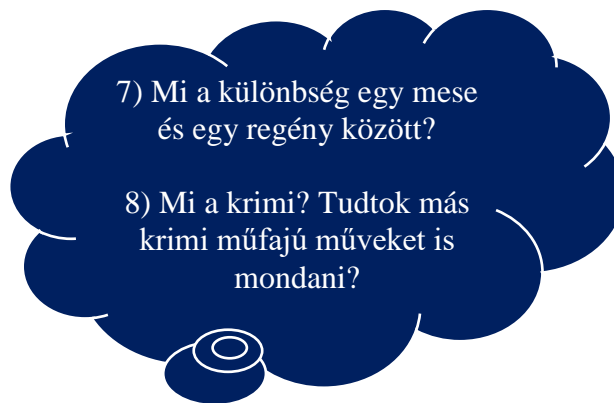 7) Mi a különbség egy mese
és egy regény között?
8) Mi a krimi? Tudtok más
krimi műfajú műveket is
mondani?